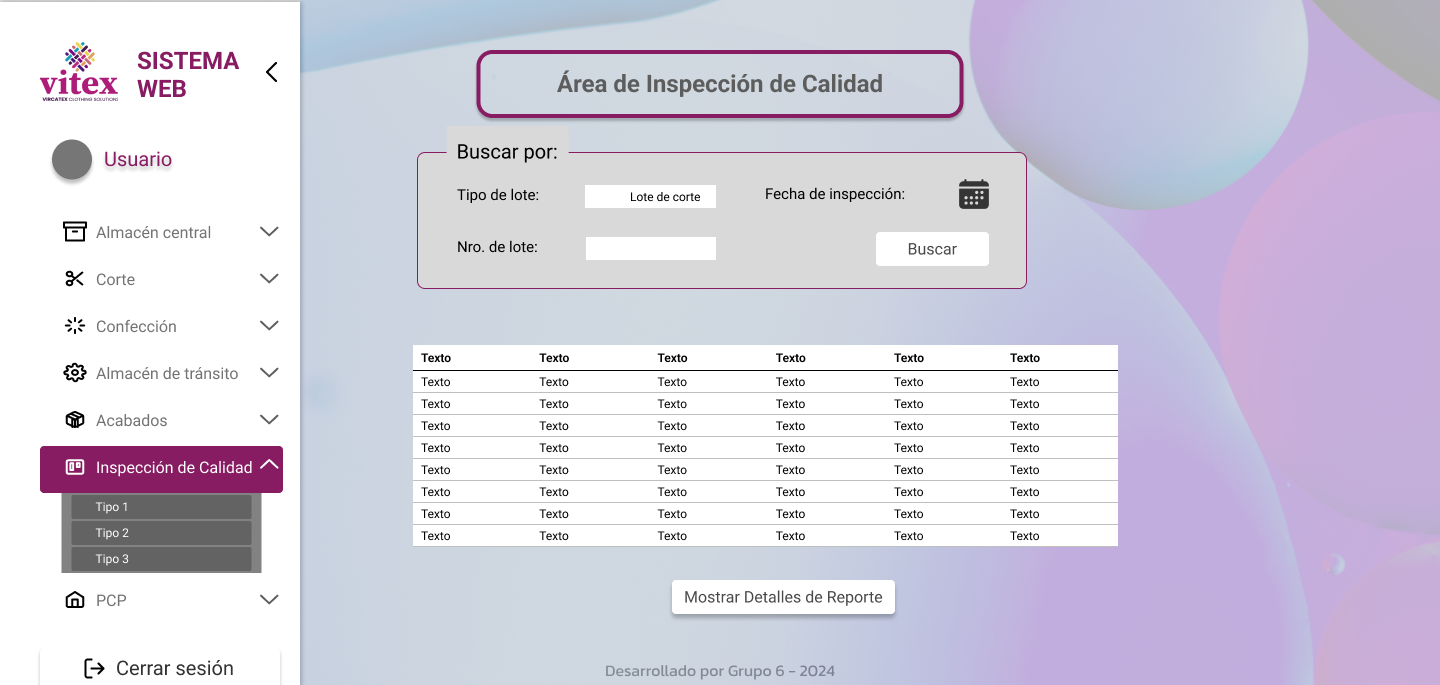 vitex
VIRCATEX CLOTHING SOLUTIONS
SISTEMA
WEB
Usuario
Almacén central
Corte
Confección
Almacén de tránsito
Acabados
Inspección de Calidad
Tipo 1
Tipo 2
Tipo 3
PCP
Cerrar sesión
Área de Inspección de Calidad
Buscar por:
Tipo de lote: Lote de corte Fecha de inspección:
Nro. de lote: Buscar
Texto Texto Texto Texto Texto Texto
Texto Texto Texto Texto Texto Texto
Texto Texto Texto Texto Texto Texto
Texto Texto Texto Texto Texto Texto
Texto Texto Texto Texto Texto Texto
Texto Texto Texto Texto Texto Texto
Texto Texto Texto Texto Texto Texto
Texto Texto Texto Texto Texto Texto
Texto Texto Texto Texto Texto Texto
Mostrar Detalles de Reporte
Desarrollado por Grupo 6 - 2024